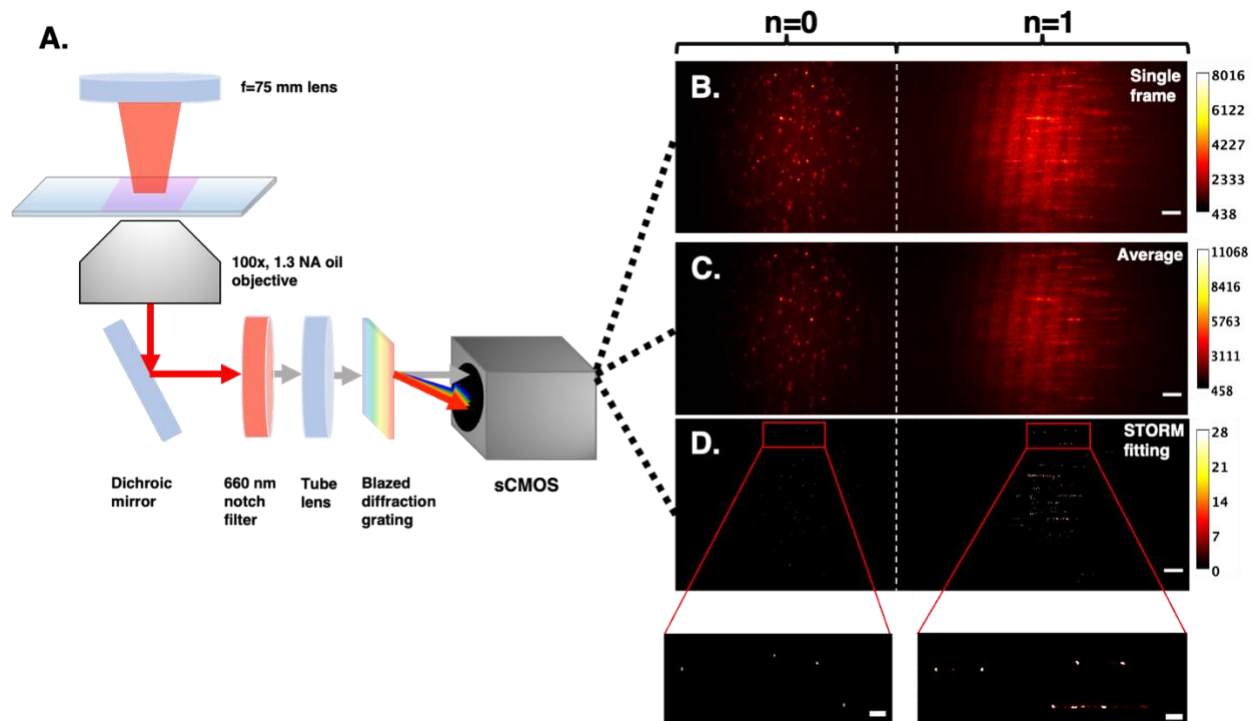 A.
f=75 mm lens
100x, 1.3 NA oil
objective
Dichroic
mirror
660 nm
notch
filter
Tube
lens
Blazed
diffraction
grating
sCMOS
n=0
n=1
B.
Single
frame
8016
6122
4227
2333
438
C.
Average
11068
8416
5763
3111
458
D.
STORM
fitting
28
21
14
7
0